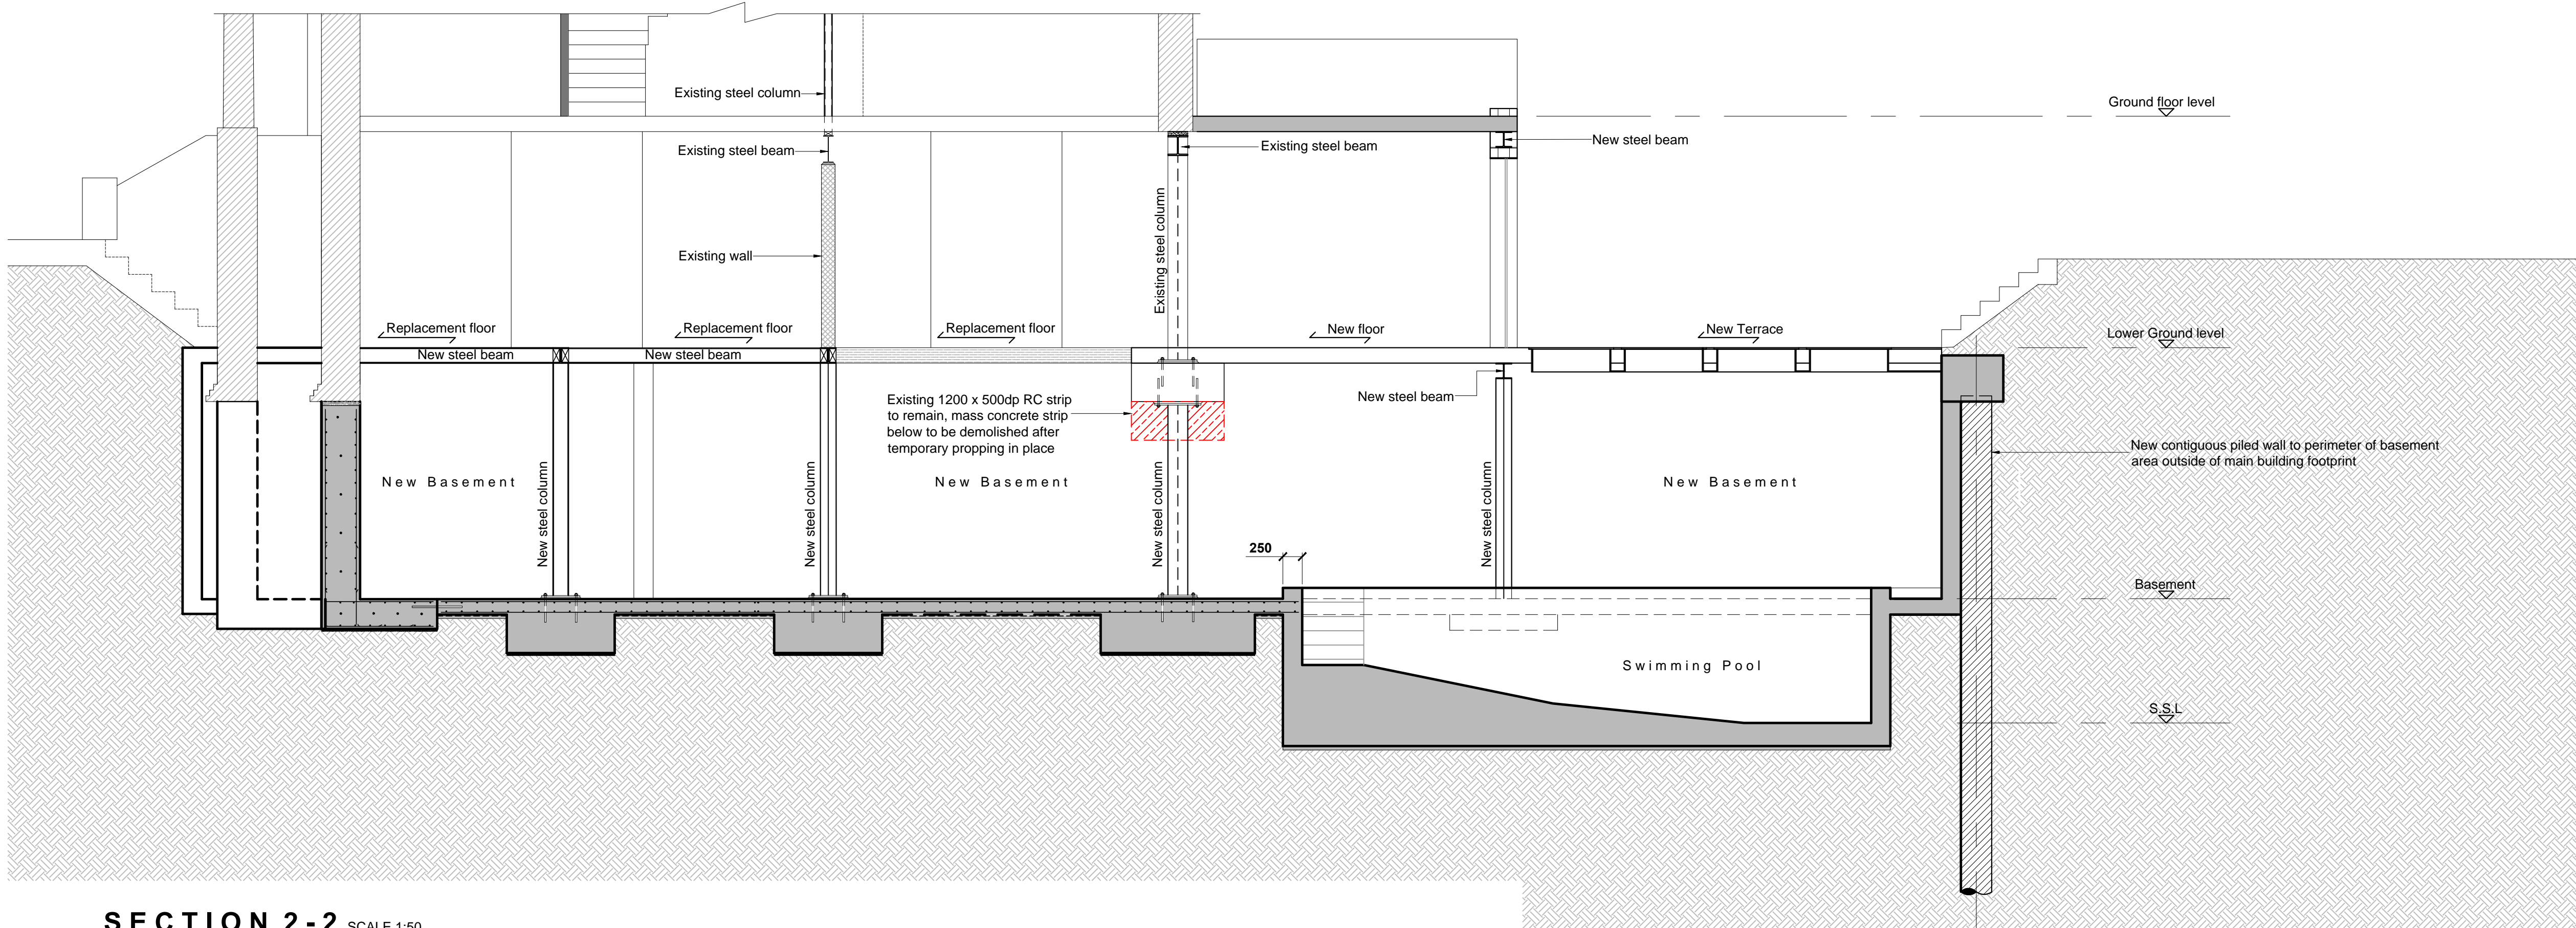 Ground floor level
Existing steel column
Existing steel beam
Existing steel beam
New steel beam
Existing steel column
Existing wall
Replacement floor
Replacement floor
Replacement floor
New floor
New Terrace
Lower Ground level
New steel beam
New steel beam
Existing 1200 x 500dp RC strip
to remain, mass concrete strip
below to be demolished after
temporary propping in place
New steel beam
New contiguous piled wall to perimeter of basement
area outside of main building footprint
New Basement
New steel column
New steel column
New Basement
New steel column
New steel column
New Basement
250
Basement
Swimming Pool
S.S.L
SECTION 2-2 SCALE 1:50